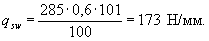 q_sw = 285·0,6·101 / 100 = 173 Н/мм.